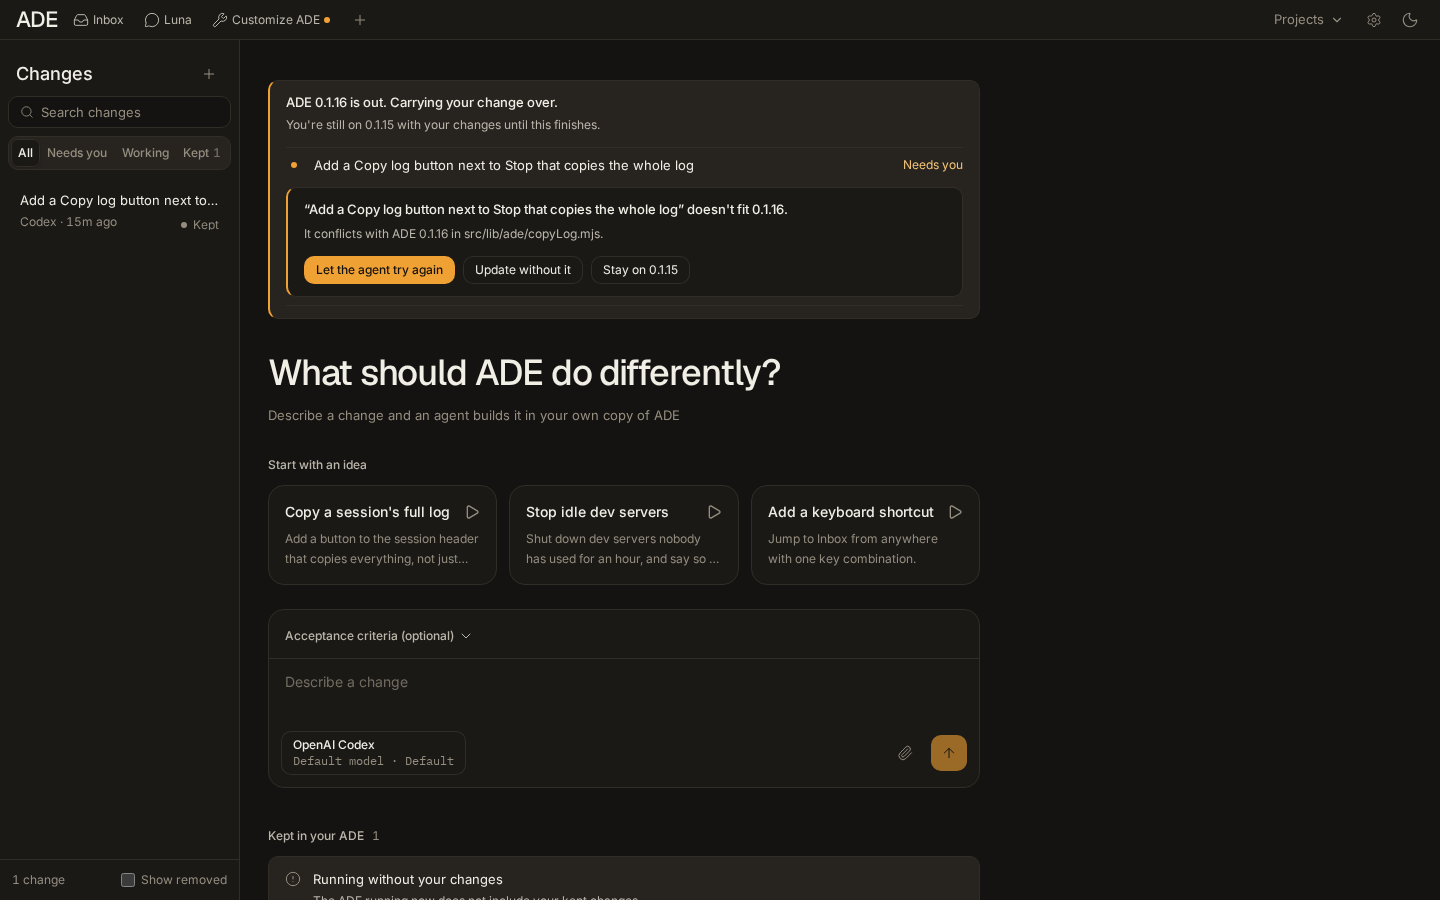 ADE
Inbox
Luna
Customize ADE
Projects
Changes
Search changes
All
Needs you
Working
Kept 1
Add a Copy log button next to...
Codex · 15m ago
Kept
1 change
Show removed
ADE 0.1.16 is out. Carrying your change over.
You're still on 0.1.15 with your changes until this finishes.
Add a Copy log button next to Stop that copies the whole log
Needs you
“Add a Copy log button next to Stop that copies the whole log” doesn't fit 0.1.16.
It conflicts with ADE 0.1.16 in src/lib/ade/copyLog.mjs.
Let the agent try again
Update without it
Stay on 0.1.15
What should ADE do differently?
Describe a change and an agent builds it in your own copy of ADE
Start with an idea
Copy a session's full log
Add a button to the session header
that copies everything, not just...
Stop idle dev servers
Shut down dev servers nobody
has used for an hour, and say so ...
Add a keyboard shortcut
Jump to Inbox from anywhere
with one key combination.
Acceptance criteria (optional)
Describe a change
OpenAI Codex
Default model · Default
Kept in your ADE 1
Running without your changes
The ADE running now does not include your kept changes